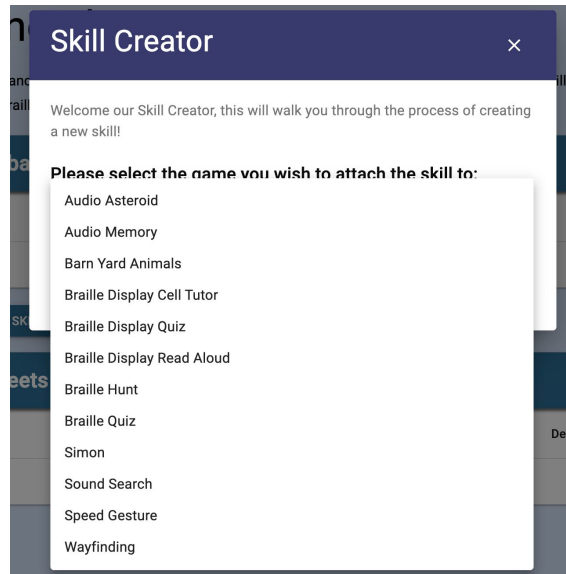 Skill Creator
Welcome our Skill Creator, this will walk you through the process of creating
a new skill!
Please select the game you wish to attach the skill to:
Audio Asteroid
Audio Memory
Barn Yard Animals
Braille Display Cell Tutor
Braille Display Quiz
Braille Display Read Aloud
Braille Hunt
Braille Quiz
Simon
Sound Search
Speed Gesture
Wayfinding